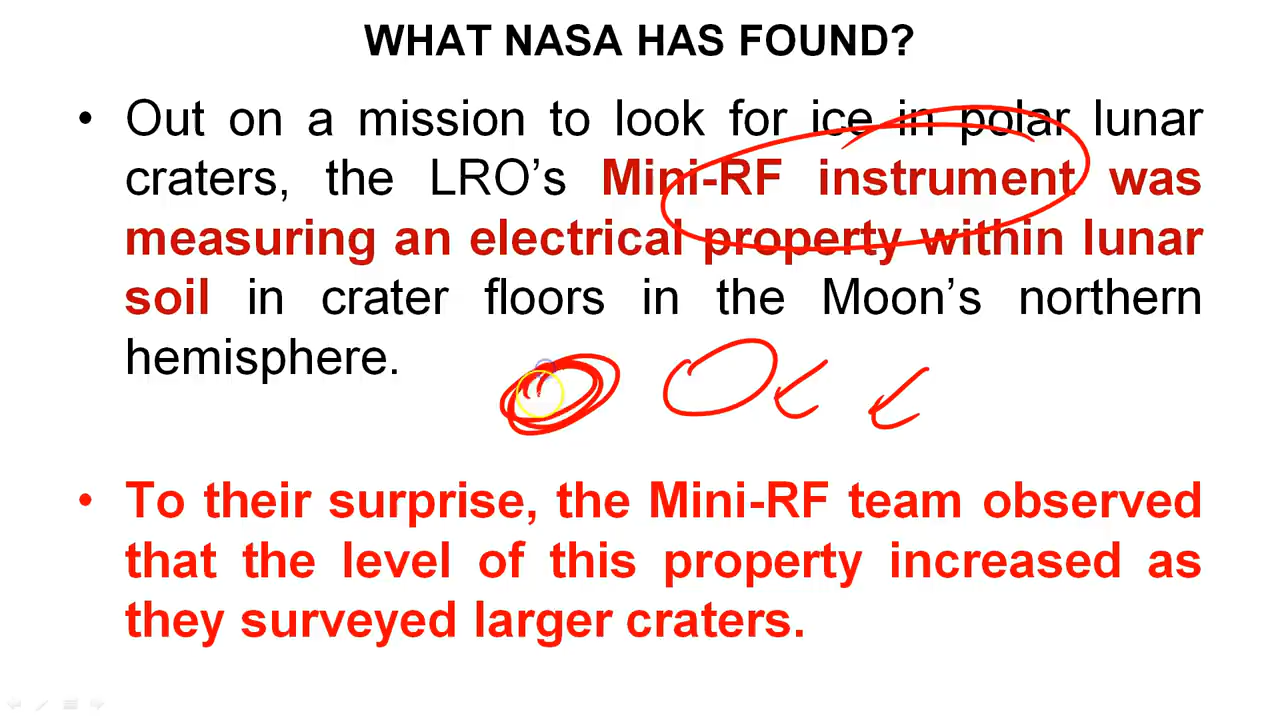 WHAT NASA HAS FOUND?
• Out on a mission to look for ice in polar lunar
craters, the LRO’s Mini-RF instrument was
measuring an electrical property within lunar
soil in crater floors in the Moon’s northern
hemisphere.
• To their surprise, the Mini-RF team observed
that the level of this property increased as
they surveyed larger craters.